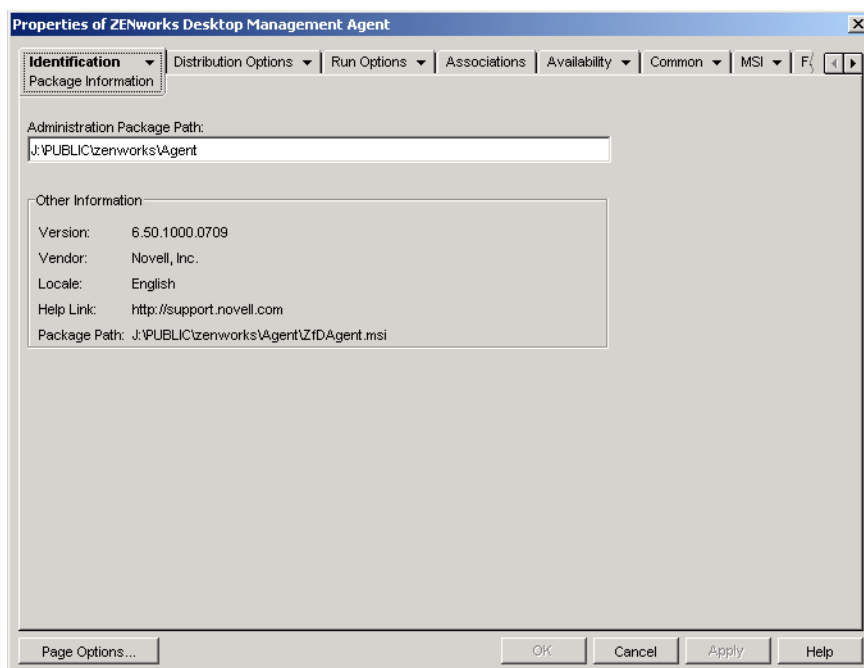 Properties of ZENworks Desktop Management Agent
Identification Distribution Options Run Options Associations Availability Common MSI F
Package Information
Administration Package Path:
J:\PUBLIC\zenworks\Agent
Other Information
Version: 6.50.1000.0709
Vendor: Novell, Inc.
Locale: English
Help Link: http://support.novell.com
Package Path: J:\PUBLIC\zenworks\Agent\ZfDAgent.msi
Page Options... OK Cancel Apply Help